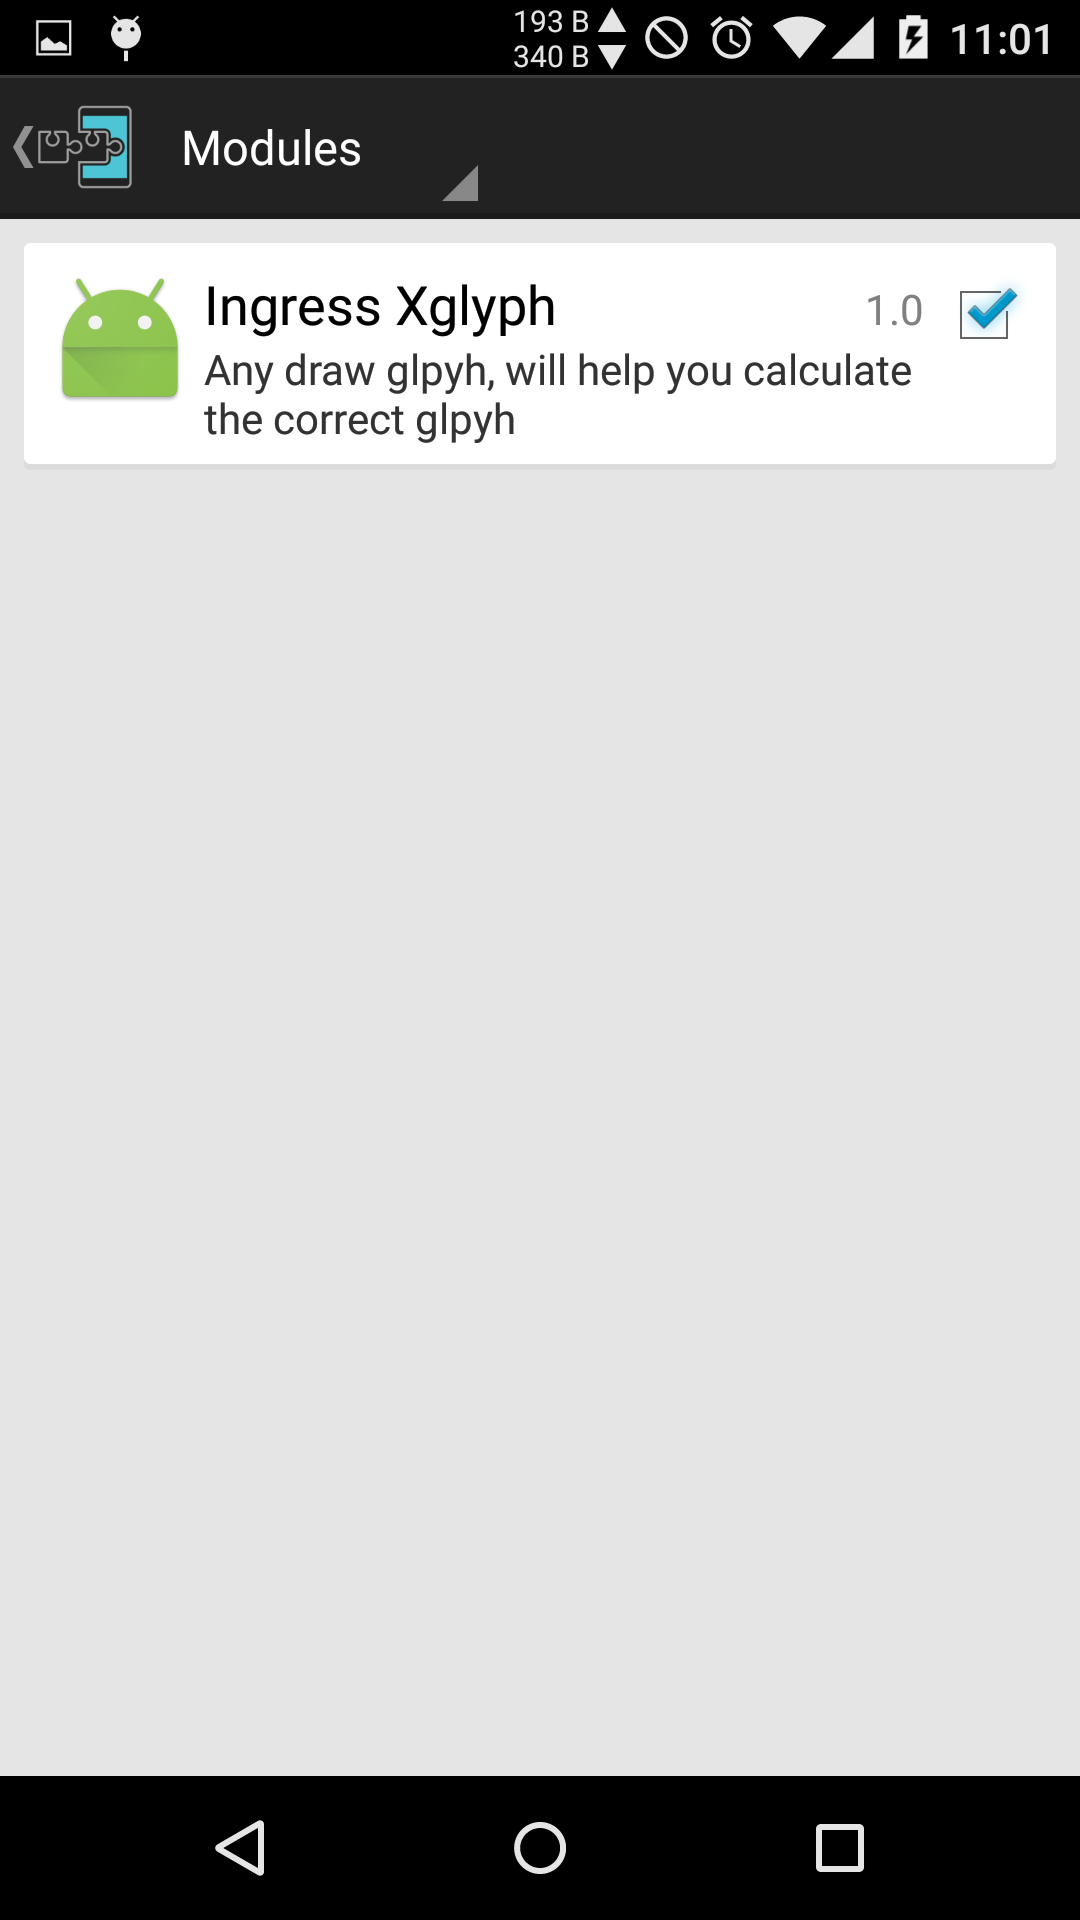 193 B
340 B
11:01
Modules
Ingress Xglyph
1.0
Any draw glpyh, will help you calculate
the correct glpyh